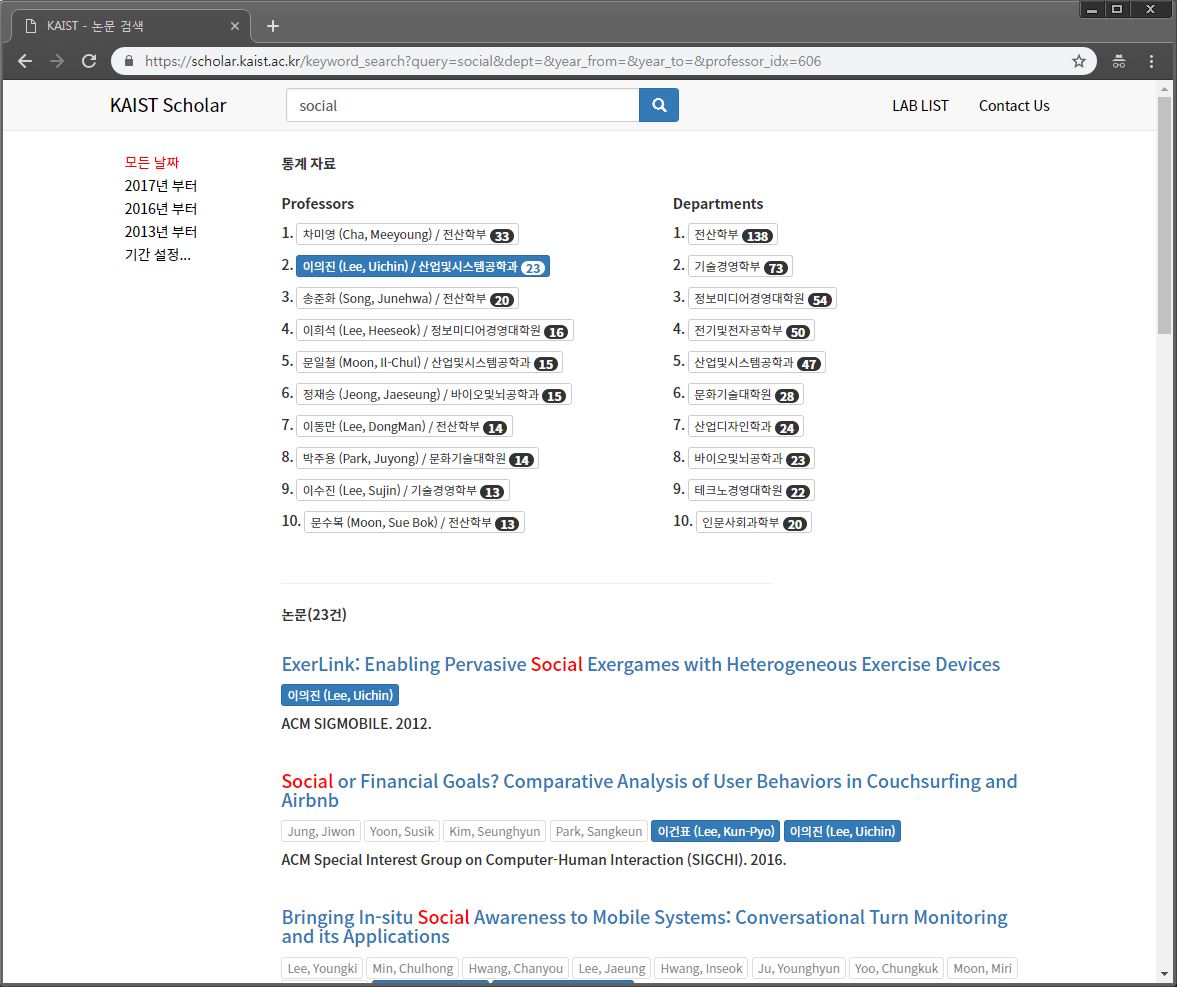 KAIST - 논문 검색
https://scholar.kaist.ac.kr/keyword_search?query=social&dept=&year_from=&year_to=&professor_idx=606
KAIST Scholar
social
LAB LIST
Contact Us
모든 날짜
2017년 부터
2016년 부터
2013년 부터
기간 설정...
통계 자료
Professors
1. 차미영 (Cha, Meeyoung) / 전산학부 33
2. 이의진 (Lee, Uichin) / 산업및시스템공학과 23
3. 송준화 (Song, Junehwa) / 전산학부 20
4. 이희석 (Lee, Heeseok) / 정보미디어경영대학원 16
5. 문일철 (Moon, Il-Chul) / 산업및시스템공학과 15
6. 정재승 (Jeong, Jaeseung) / 바이오및뇌공학과 15
7. 이동만 (Lee, DongMan) / 전산학부 14
8. 박주용 (Park, Juyong) / 문화기술대학원 14
9. 이수진 (Lee, Sujin) / 기술경영학부 13
10. 문수복 (Moon, Sue Bok) / 전산학부 13
Departments
1. 전산학부 138
2. 기술경영학부 73
3. 정보미디어경영대학원 54
4. 전기및전자공학부 50
5. 산업및시스템공학과 47
6. 문화기술대학원 28
7. 산업디자인학과 24
8. 바이오및뇌공학과 23
9. 테크노경영대학원 22
10. 인문사회과학부 20
논문(23건)
ExerLink: Enabling Pervasive Social Exergames with Heterogeneous Exercise Devices
이의진 (Lee, Uichin)
ACM SIGMOBILE. 2012.
Social or Financial Goals? Comparative Analysis of User Behaviors in Couchsurfing and
Airbnb
Jung, Jiwon Yoon, Susik Kim, Seunghyun Park, Sangkeun 이건표 (Lee, Kun-Pyo) 이의진 (Lee, Uichin)
ACM Special Interest Group on Computer-Human Interaction (SIGCHI). 2016.
Bringing In-situ Social Awareness to Mobile Systems: Conversational Turn Monitoring
and its Applications
Lee, Youngki Min, Chulhong Hwang, Chanyou Lee, Jaeung Hwang, Inseok Ju, Younghyun Yoo, Chungkuk Moon, Miri